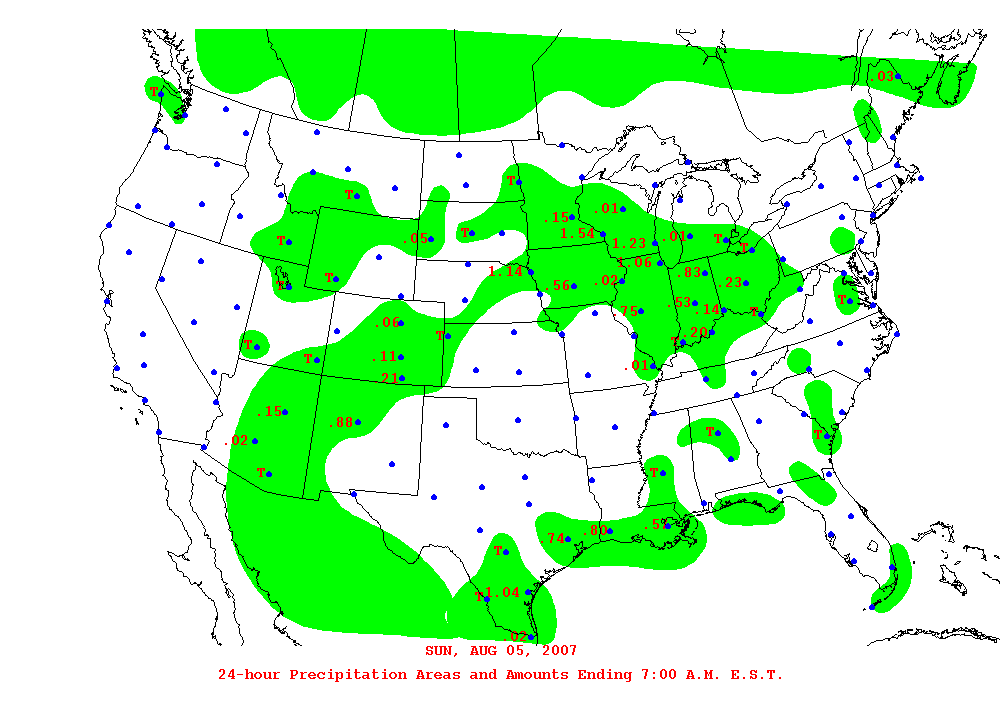 .03
T
T
T
.15
.01
1.54
.05
T
T
1.23
.01
T
T
1.06
1.14
.83
T
.56
.02
.23
T
.53
.14
.75
T
.06
T
.20
T
T
T
.11
.01
.21
.15
.88
.02
T
T
T
T
.74
.80
T
1.04
T
.02
SUN, AUG 05, 2007
24-hour Precipitation Areas and Amounts Ending 7:00 A.M. E.S.T.